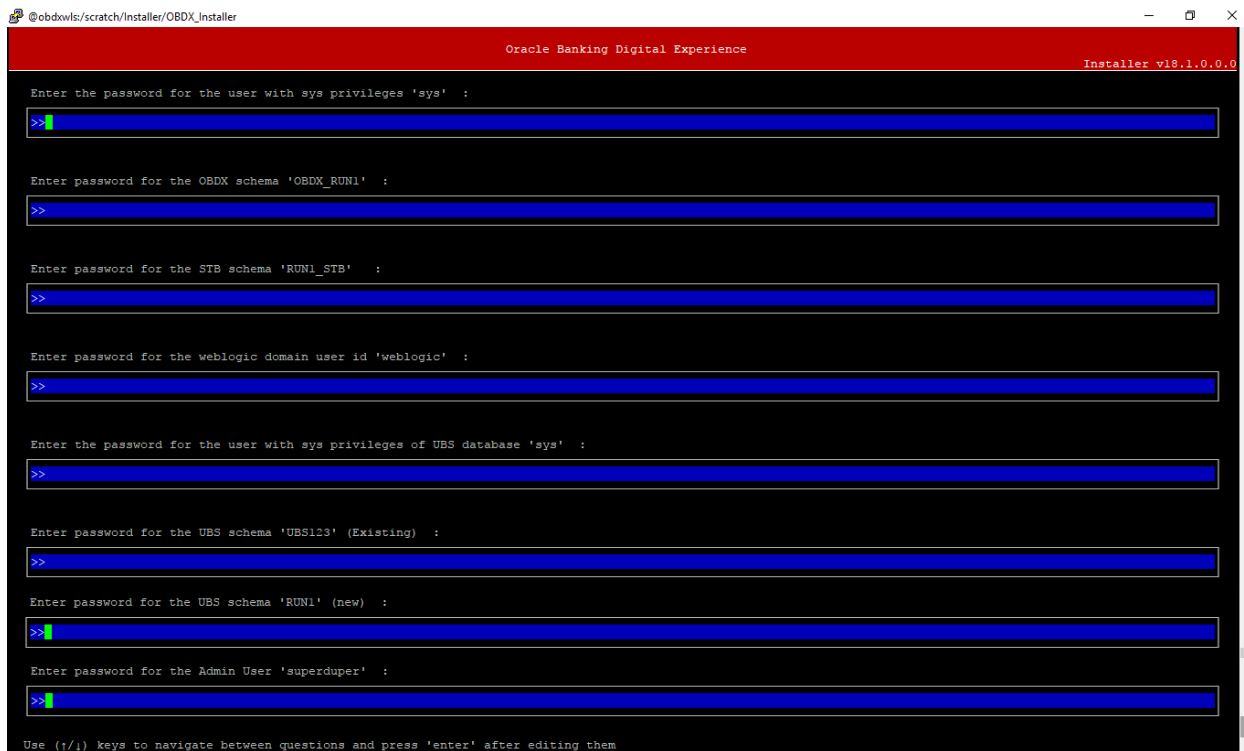 @obdxwls:/scratch/Installer/OBDX_Installer
Oracle Banking Digital Experience
Installer v18.1.0.0.0
Enter the password for the user with sys privileges 'sys'  :
>>
Enter password for the OBDX schema 'OBDX_RUN1'  :
>>
Enter password for the STB schema 'RUN1_STB'   :
>>
Enter password for the weblogic domain user id 'weblogic'  :
>>
Enter the password for the user with sys privileges of UBS database 'sys'  :
>>
Enter password for the UBS schema 'UBS123' (Existing)  :
>>
Enter password for the UBS schema 'RUN1' (new)  :
>>
Enter password for the Admin User 'superduper'  :
>>
Use (↑/↓) keys to navigate between questions and press 'enter' after editing them